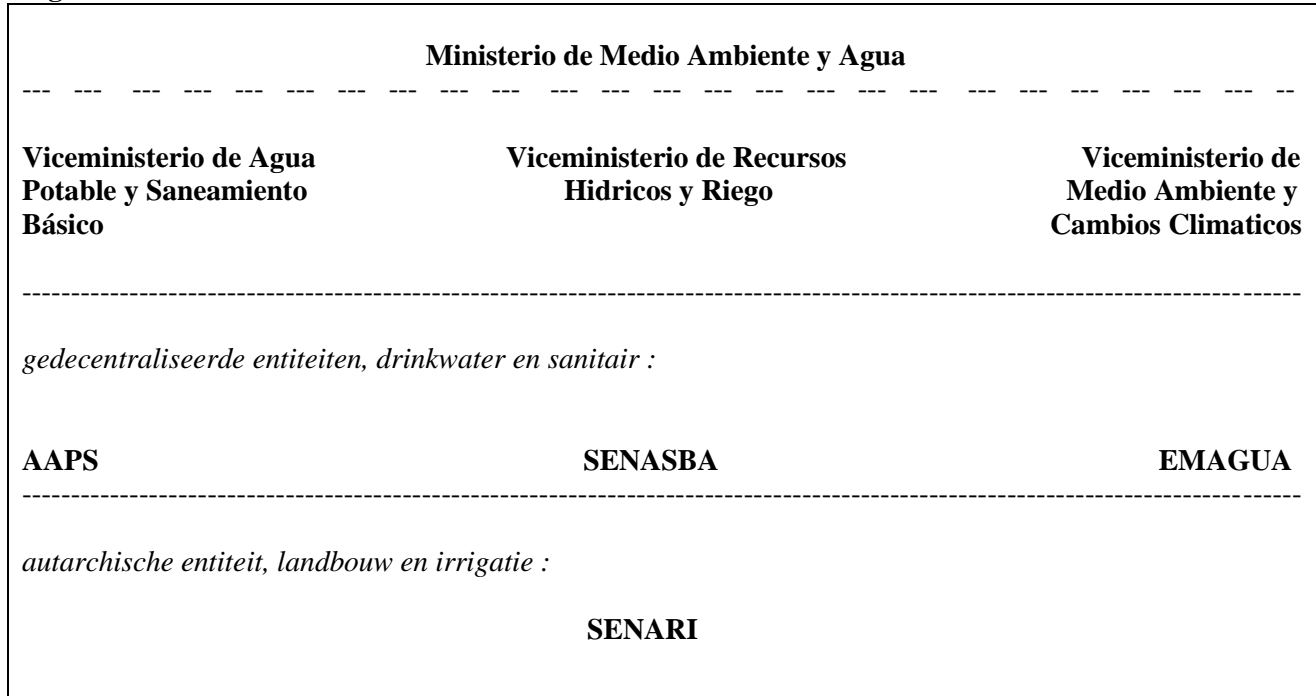 Ministerio de Medio Ambiente y Agua
--- --- --- --- --- --- --- --- --- --- --- --- --- --- --- --- --- --- --- --- --- --- --- --- --
Viceministerio de Agua Viceministerio de Recursos Viceministerio de
Potable y Saneamiento Hidricos y Riego Medio Ambiente y
Básico Cambios Climaticos
gedecentraliseerde entiteiten, drinkwater en sanitair :
AAPS SENASBA EMAGUA
autarchische entiteit, landbouw en irrigatie :
SENARI